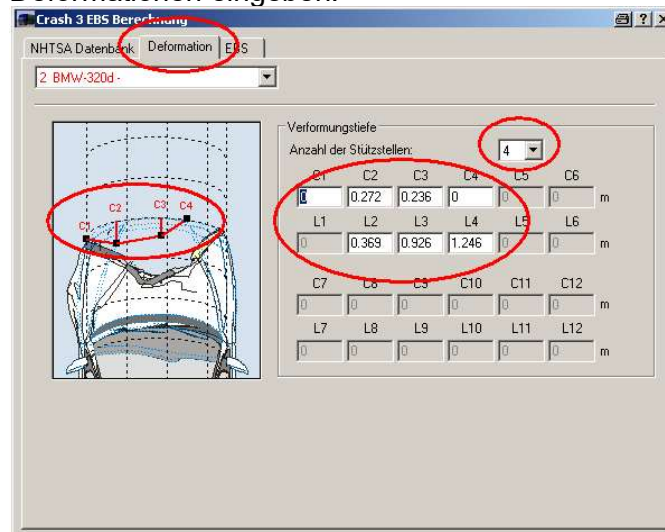 Deformationen eingeben.
Crash 3 EBS Berechnung
NHTSA Datenbank Deformation EBS
2 BMW-320d -
Verformungstiefe
Anzahl der Stützstellen: 4
C1 C2 C3 C4 C5 C6
0 0.272 0.236 0 0 0 m
L1 L2 L3 L4 L5 L6
0 0.369 0.926 1.246 0 0 m
C7 C8 C9 C10 C11 C12
0 0 0 0 0 0 m
L7 L8 L9 L10 L11 L12
0 0 0 0 0 0 m
C1 C2 C3 C4